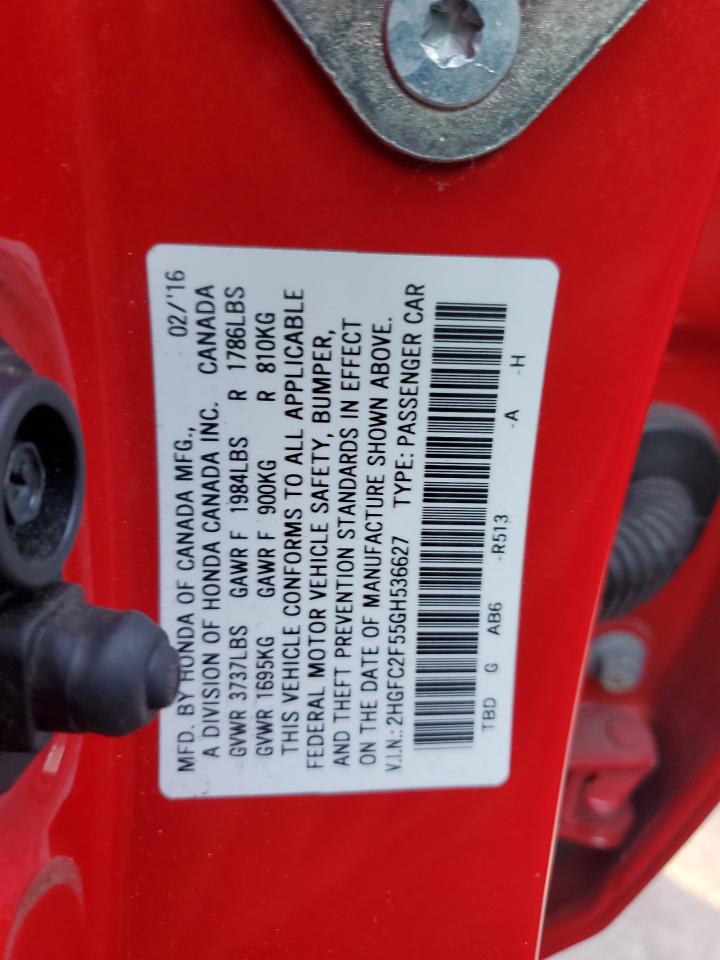 MFD. BY HONDA OF CANADA MFG., 02/'16
A DIVISION OF HONDA CANADA INC. CANADA
GVWR 3737LBS GAWR F 1984LBS R 1786LBS
GVWR 1695KG GAWR F 900KG R 810KG
THIS VEHICLE CONFORMS TO ALL APPLICABLE
FEDERAL MOTOR VEHICLE SAFETY, BUMPER,
AND THEFT PREVENTION STANDARDS IN EFFECT
ON THE DATE OF MANUFACTURE SHOWN ABOVE.
V.I.N.: 2HGFC2F55GH536627 TYPE: PASSENGER CAR
TBD G AB6 -R513 -A -H